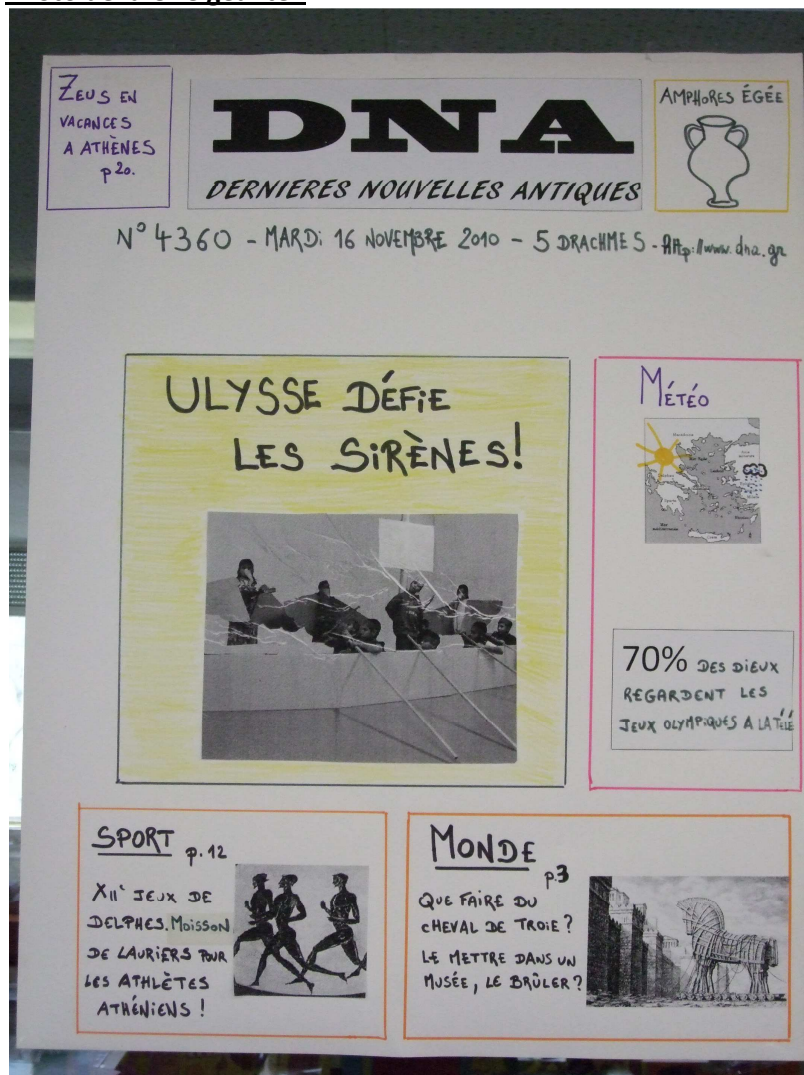 ZEUS EN
VACANCES
A ATHÈNES
p 20.
DNA
DERNIERES NOUVELLES ANTIQUES
AMPHORES ÉGÉE
N° 4360 - MARDI 16 NOVEMBRE 2010 - 5 DRACHMES - http://www.dna.gr
ULYSSE DÉFIE
LES SIRÈNES!
MÉTÉO
70% DES DIEUX
REGARDENT LES
JEUX OLYMPIQUES A LA TÉLÉ
SPORT p. 12
XII' JEUX DE
DELPHES. MOISSON
DE LAURIERS POUR
LES ATHLÈTES
ATHÉNIENS !
MONDE
p3
QUE FAIRE DU
CHEVAL DE TROIE ?
LE METTRE DANS UN
MUSÉE, LE BRÛLER ?